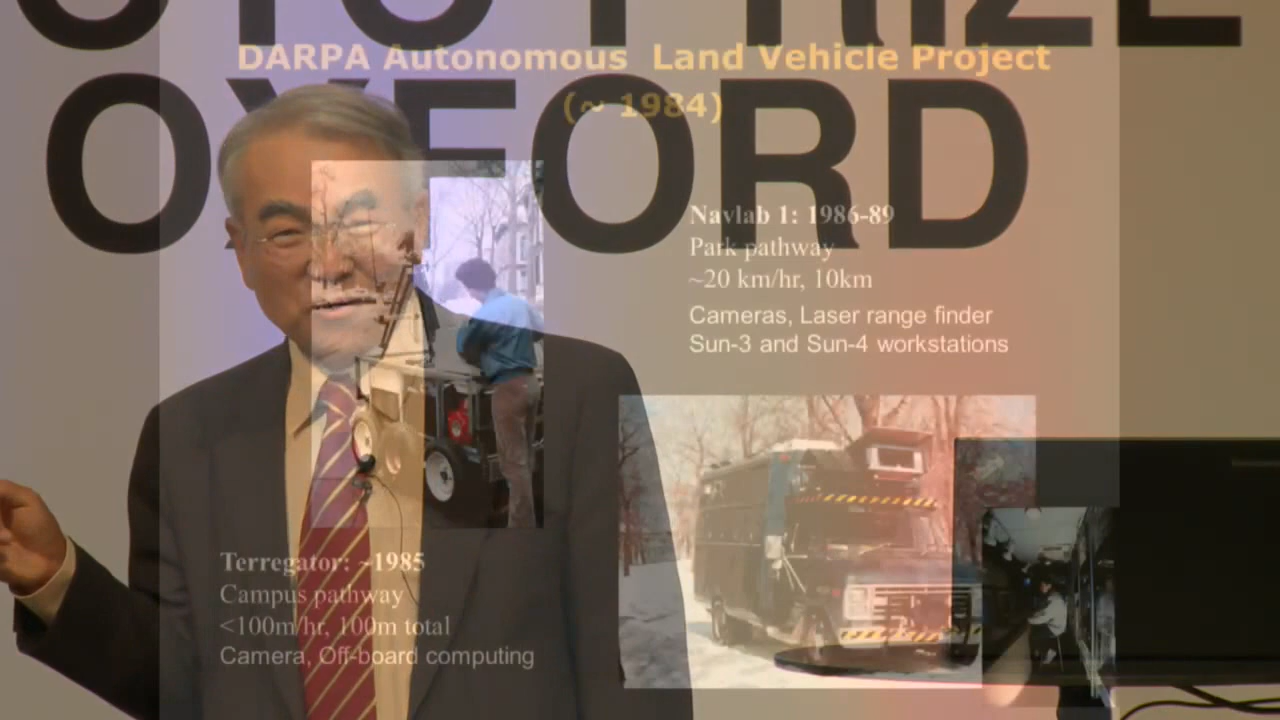 PRIZE
DARPA Autonomous Land Vehicle Project
(~ 1984)
OXFORD
Navlab 1: 1986-89
Park pathway
~20 km/hr, 10km
Cameras, Laser range finder
Sun-3 and Sun-4 workstations
Terregator: ~1985
Campus pathway
<100m/hr, 100m total
Camera, Off-board computing